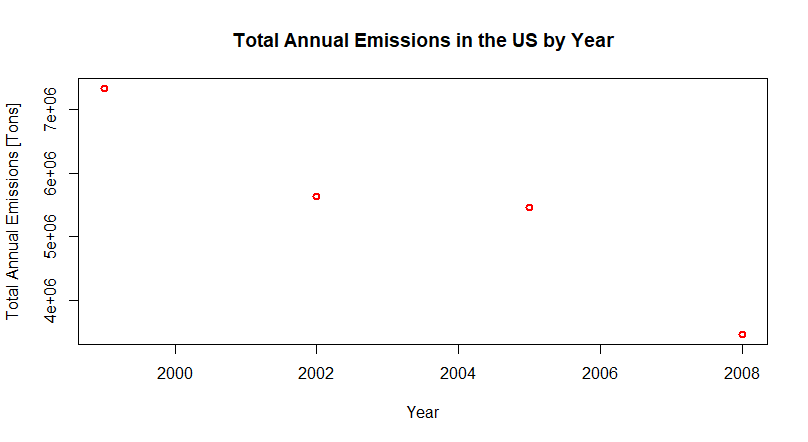 Total Annual Emissions in the US by Year
Total Annual Emissions [Tons]
7e+06
6e+06
5e+06
4e+06
2000 2002 2004 2006 2008
Year